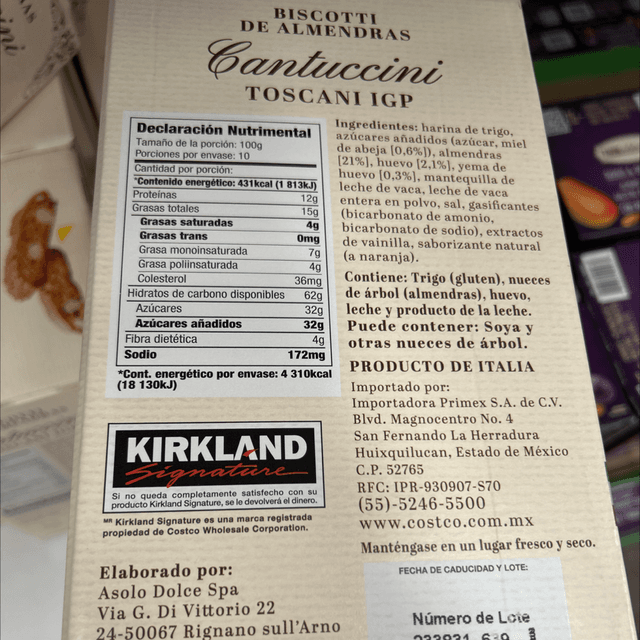 BISCOTTI
DE ALMENDRAS
Cantuccini
TOSCANI IGP
Declaración Nutrimental
Tamaño de la porción: 100g
Porciones por envase: 10
Cantidad por porción:
*Contenido energético: 431kcal (1 813kJ)
Proteínas 12g
Grasas totales 15g
Grasas saturadas 4g
Grasas trans 0mg
Grasa monoinsaturada 7g
Grasa poliinsaturada 4g
Colesterol 36mg
Hidratos de carbono disponibles 62g
Azúcares 32g
Azúcares añadidos 32g
Fibra dietética 4g
Sodio 172mg
*Cont. energético por envase: 4 310kcal
(18 130kJ)
KIRKLAND
Signature
Si no queda completamente satisfecho con su
producto Kirkland Signature, se le devolverá el dinero.
MR Kirkland Signature es una marca registrada
propiedad de Costco Wholesale Corporation.
Elaborado por:
Asolo Dolce Spa
Via G. Di Vittorio 22
24-50067 Rignano sull'Arno
Ingredientes: harina de trigo,
azúcares añadidos (azúcar, miel
de abeja [0,6%]), almendras
[21%], huevo [2,1%], yema de
huevo [0,3%], mantequilla de
leche de vaca, leche de vaca
entera en polvo, sal, gasificantes
(bicarbonato de amonio,
bicarbonato de sodio), extractos
de vainilla, saborizante natural
(a naranja).
Contiene: Trigo (gluten), nueces
de árbol (almendras), huevo,
leche y producto de la leche.
Puede contener: Soya y
otras nueces de árbol.
PRODUCTO DE ITALIA
Importado por:
Importadora Primex S.A. de C.V.
Blvd. Magnocentro No. 4
San Fernando La Herradura
Huixquilucan, Estado de México
C.P. 52765
RFC: IPR-930907-S70
(55)-5246-5500
www.costco.com.mx
Manténgase en un lugar fresco y seco.
FECHA DE CADUCIDAD Y LOTE:
Número de Lote